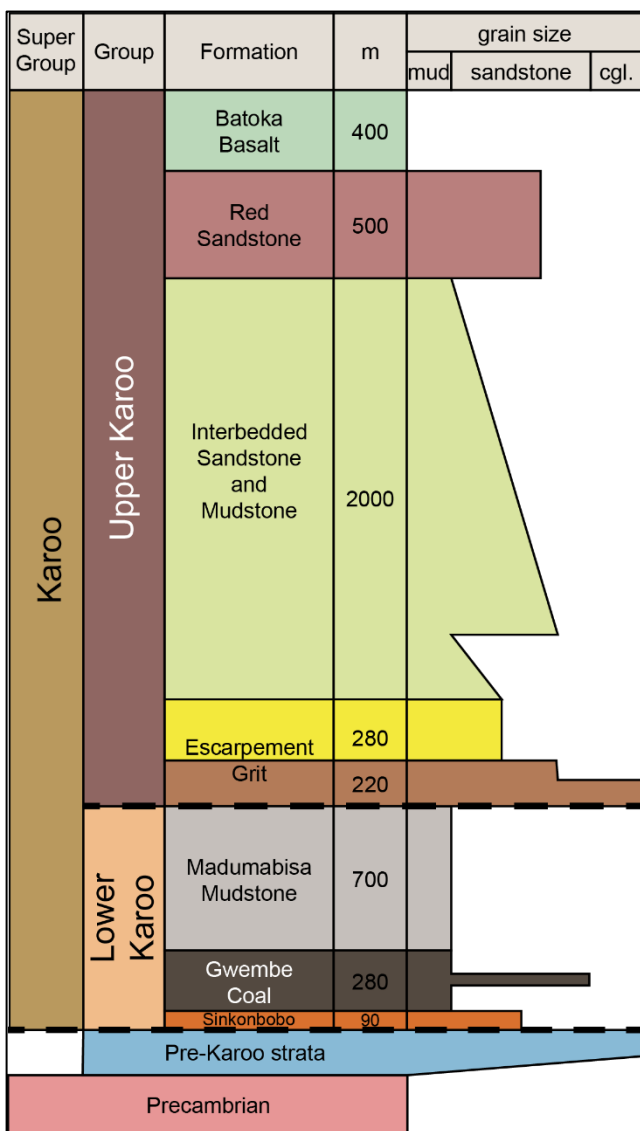 Super
Group
Group
Formation
m
grain size
mud
sandstone
cgl.
Karoo
Upper Karoo
Batoka
Basalt
400
Red
Sandstone
500
Interbedded
Sandstone
and
Mudstone
2000
Escarpement
Grit
280
220
Lower
Karoo
Madumabisa
Mudstone
700
Gwembe
Coal
280
Sinkonbobo
90
Pre-Karoo strata
Precambrian